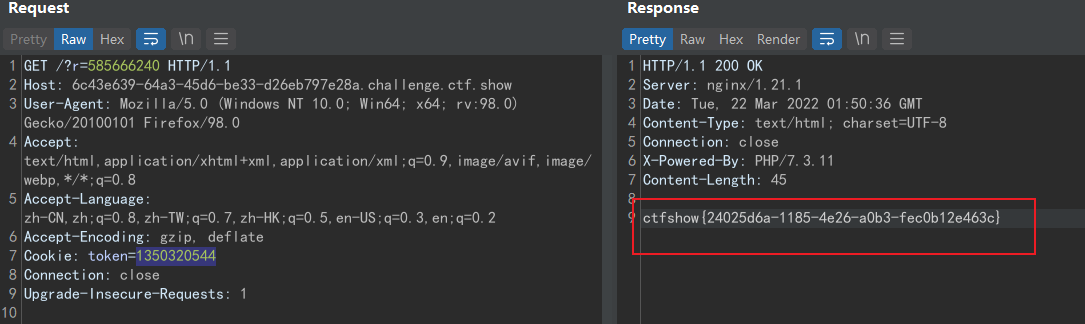 Request
Pretty Raw Hex \n
1 GET /?r=585666240 HTTP/1.1
2 Host: 6c43e639-64a3-45d6-be33-d26eb797e28a.challenge.ctf.show
3 User-Agent: Mozilla/5.0 (Windows NT 10.0; Win64; x64; rv:98.0)
Gecko/20100101 Firefox/98.0
4 Accept:
text/html,application/xhtml+xml,application/xml;q=0.9,image/avif,image/
webp,*/*;q=0.8
5 Accept-Language:
zh-CN,zh;q=0.8,zh-TW;q=0.7,zh-HK;q=0.5,en-US;q=0.3,en;q=0.2
6 Accept-Encoding: gzip, deflate
7 Cookie: token=1350320544
8 Connection: close
9 Upgrade-Insecure-Requests: 1
10
Response
Pretty Raw Hex Render \n
1 HTTP/1.1 200 OK
2 Server: nginx/1.21.1
3 Date: Tue, 22 Mar 2022 01:50:36 GMT
4 Content-Type: text/html; charset=UTF-8
5 Connection: close
6 X-Powered-By: PHP/7.3.11
7 Content-Length: 45
8
9 ctfshow{24025d6a-1185-4e26-a0b3-fec0b12e463c}